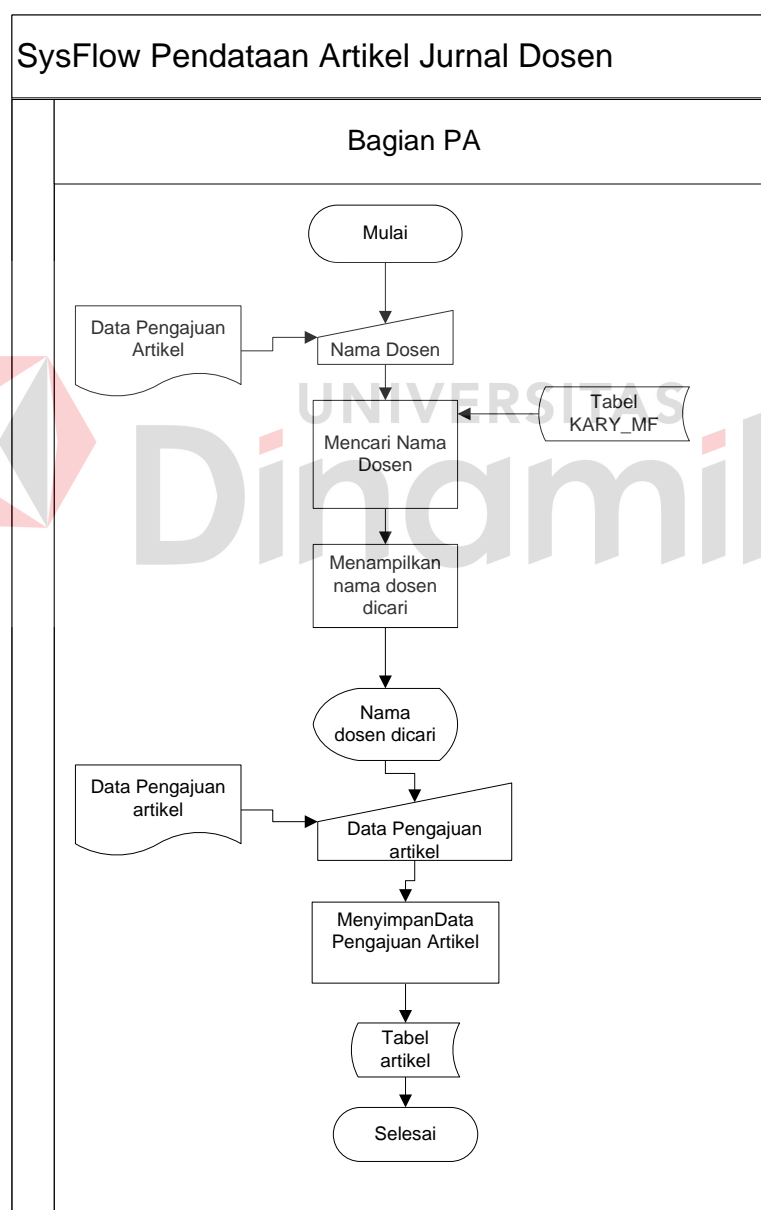 SysFlow Pendataan Artikel Jurnal Dosen
Bagian PA
Mulai
Data Pengajuan
Artikel
Nama Dosen
UNIVERSITAS
Dinamik
Tabel
KARY_MF
Mencari Nama
Dosen
Menampilkan
nama dosen
dicari
Nama
dosen dicari
Data Pengajuan
artikel
Data Pengajuan
artikel
MenyimpanData
Pengajuan Artikel
Tabel
artikel
Selesai